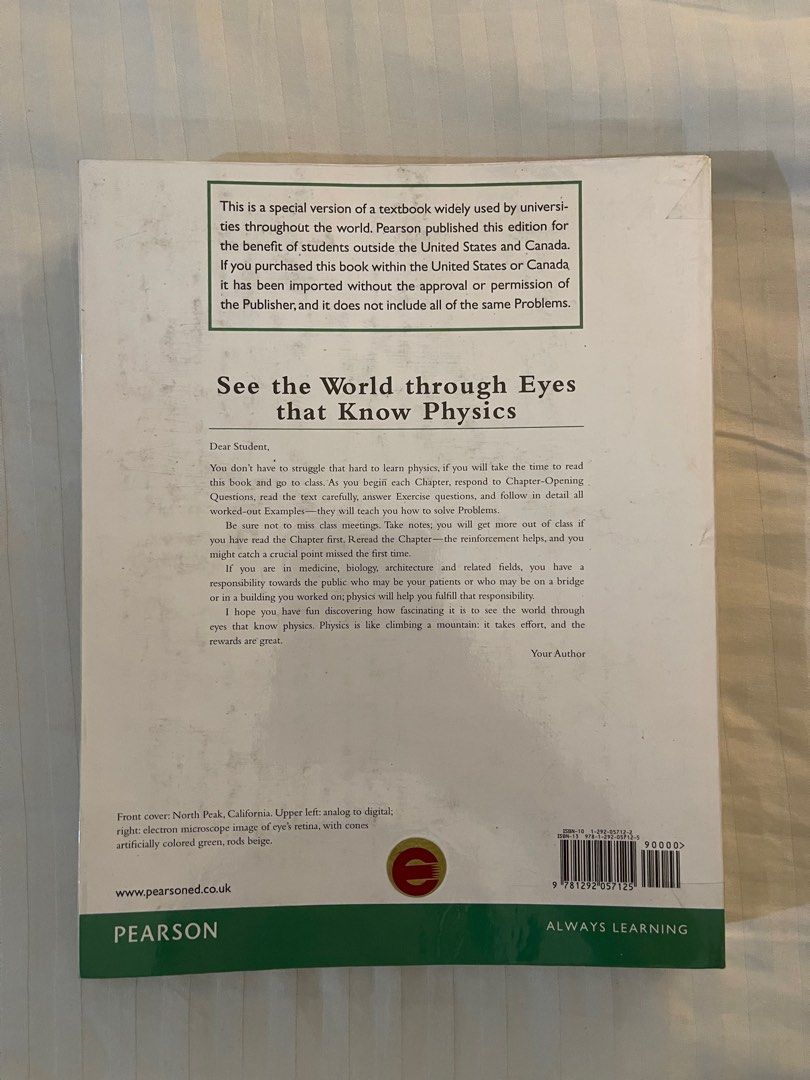 This is a special version of a textbook widely used by universi-
ties throughout the world. Pearson published this edition for
the benefit of students outside the United States and Canada.
If you purchased this book within the United States or Canada
it has been imported without the approval or permission of
the Publisher, and it does not include all of the same Problems.
See the World through Eyes
that Know Physics
Dear Student,
You don't have to struggle that hard to learn physics, if you will take the time to read
this book and go to class. As you begin each Chapter, respond to Chapter-Opening
Questions, read the text carefully, answer Exercise questions, and follow in detail all
worked-out Examples—they will teach you how to solve Problems.
Be sure not to miss class meetings. Take notes; you will get more out of class if
you have read the Chapter first. Reread the Chapter—the reinforcement helps, and you
might catch a crucial point missed the first time.
If you are in medicine, biology, architecture and related fields, you have a
responsibility towards the public who may be your patients or who may be on a bridge
or in a building you worked on; physics will help you fulfill that responsibility.
I hope you have fun discovering how fascinating it is to see the world through
eyes that know physics. Physics is like climbing a mountain: it takes effort, and the
rewards are great.
Your Author
Front cover: North Peak, California. Upper left: analog to digital;
right: electron microscope image of eye's retina, with cones
artificially colored green, rods beige.
ISBN-10 1-292-05712-2
ISBN-13 978-1-292-05712-5
90000>
9 781292 057125
e
www.pearsoned.co.uk
PEARSON
ALWAYS LEARNING